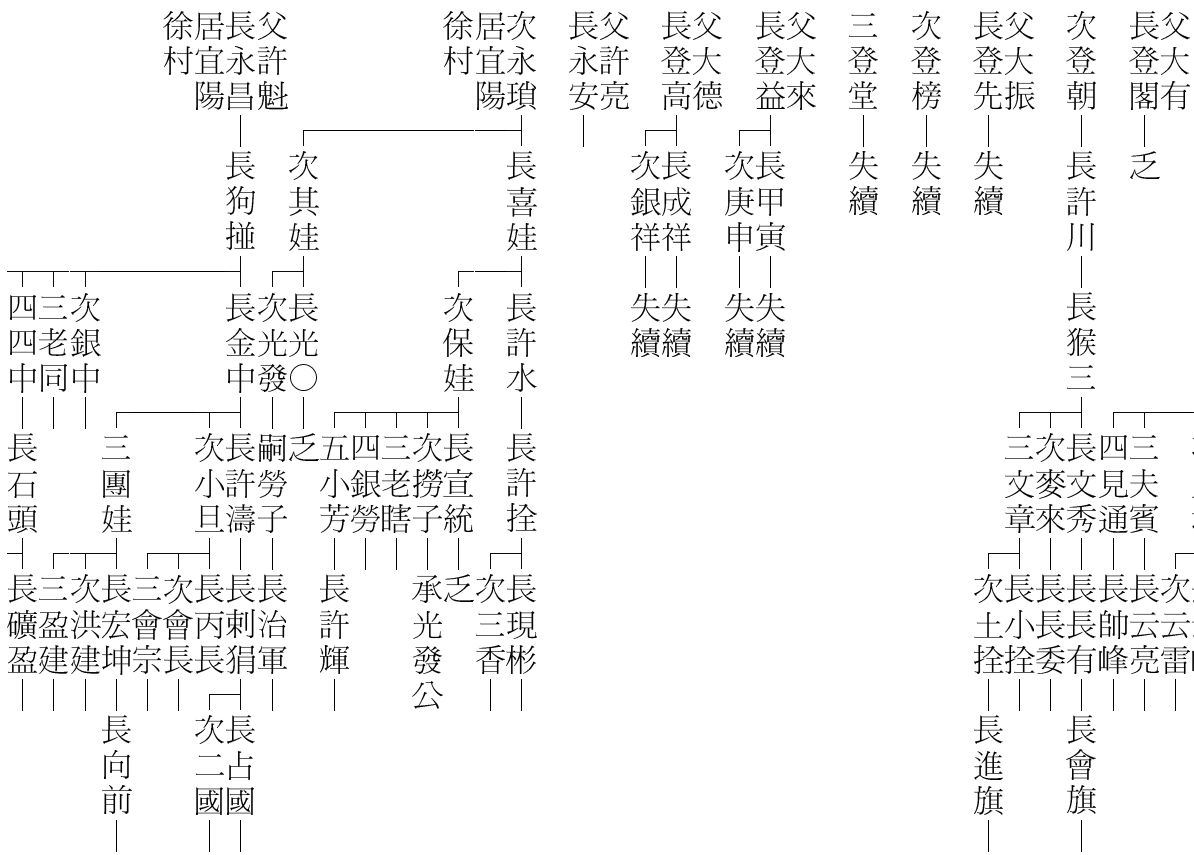 父大有
長登閣
次登朝
父大振
長登先
次登榜
三登堂
父大來
長登益
父大德
長登高
父許亮
長永安
次永瑣
居宜陽
徐村
父許魁
長永昌
居宜陽
徐村
乏
長許川
失續
失續
失續
長甲寅
次庚申
長成祥
次銀祥
長喜娃
次其娃
長狗掽
長猴三
失續
失續
失續
失續
長許水
次保娃
長光〇
次光發
長金中
次銀中
三老同
四四中
三夫賓
四見通
長文秀
次麥來
三文章
長許拴
長宣統
次撈子
三老瞎
四銀勞
五小芳
乏
嗣勞子
長許濤
次小旦
三團娃
長石頭
次云雷
長云亮
長帥峰
長長有
長長委
長小拴
次土拴
長現彬
次三香
乏
承光發公
長許輝
長治軍
長剌狷
長丙長
次會長
三會宗
長宏坤
次洪建
三盈建
長礦盈
長會旗
長進旗
長占國
次二國
長向前